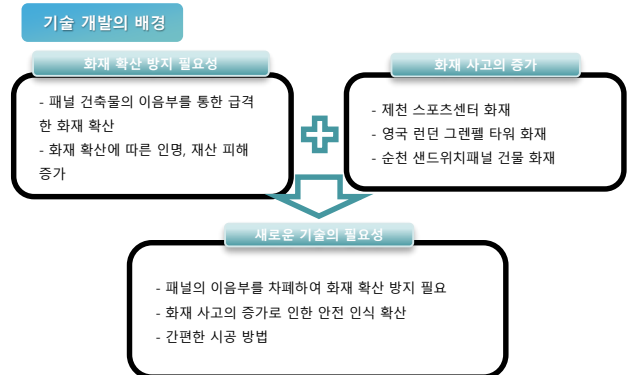 기술 개발의 배경
화재 확산 방지 필요성
- 패널 건축물의 이음부를 통한 급격
한 화재 확산
- 화재 확산에 따른 인명, 재산 피해
증가
화재 사고의 증가
- 제천 스포츠센터 화재
- 영국 런던 그렌펠 타워 화재
- 순천 샌드위치패널 건물 화재
새로운 기술의 필요성
- 패널의 이음부를 차폐하여 화재 확산 방지 필요
- 화재 사고의 증가로 인한 안전 인식 확산
- 간편한 시공 방법